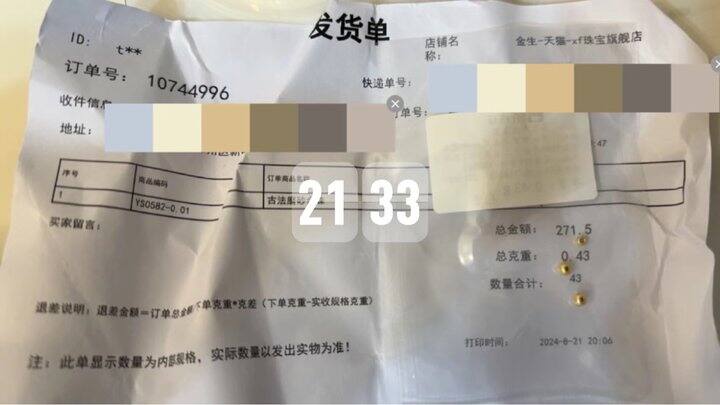 发货单
ID: t**
店铺名称: 金生-天猫-xf珠宝旗舰店
订单号: 10744996
快递单号:
收件信息
订单号:
地址:
:47
序号 商品编码 订单商品名称
1 YS0582-0.01 古法
21 33
买家留言:
总金额: 271.5
总克重: 0.43
数量合计: 43
退差说明: 退差金额=订单总金额 下单克重*克差 (下单克重-实收规格克重)
打印时间: 2024-8-21 20:06
注: 此单显示数量为内部规格, 实际数量以发出实物为准!